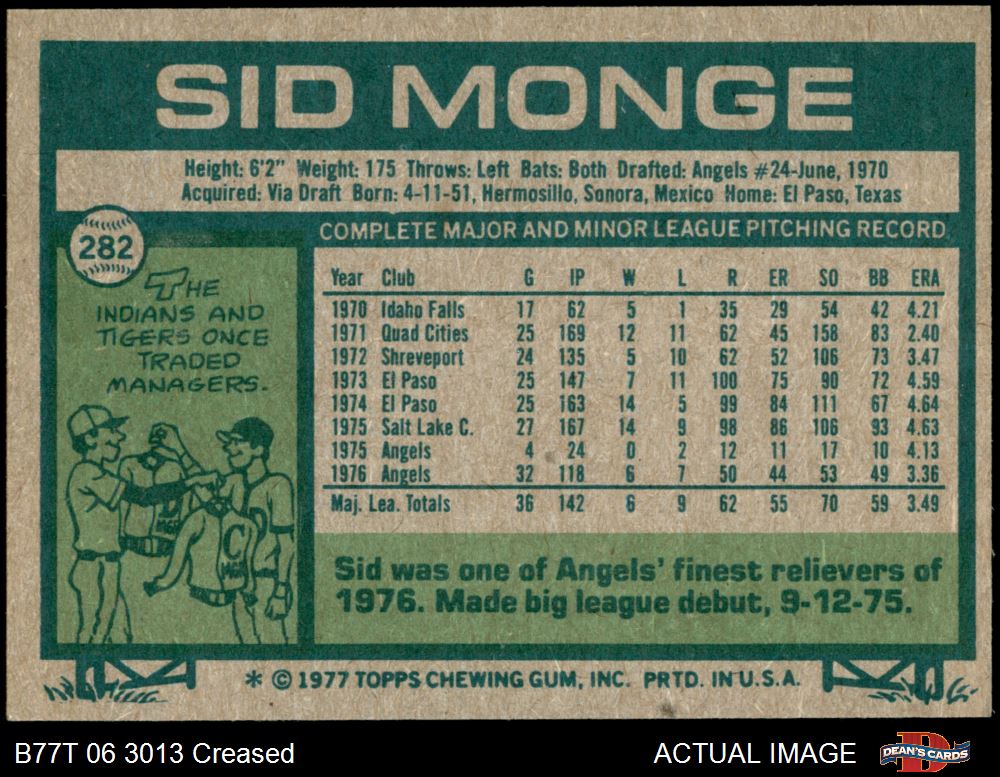 SID MONGE
Height: 6'2" Weight: 175 Throws: Left Bats: Both Drafted: Angels #24-June, 1970
Acquired: Via Draft Born: 4-11-51, Hermosillo, Sonora, Mexico Home: El Paso, Texas
282
THE
INDIANS AND
TIGERS ONCE
TRADED
MANAGERS.
C
MGR
MGR
COMPLETE MAJOR AND MINOR LEAGUE PITCHING RECORD
Year Club G IP W L R ER SO BB ERA
1970 Idaho Falls 17 62 5 1 35 29 54 42 4.21
1971 Quad Cities 25 169 12 11 62 45 158 83 2.40
1972 Shreveport 24 135 5 10 62 52 106 73 3.47
1973 El Paso 25 147 7 11 100 75 90 72 4.59
1974 El Paso 25 163 14 5 99 84 111 67 4.64
1975 Salt Lake C. 27 167 14 9 98 86 106 93 4.63
1975 Angels 4 24 0 2 12 11 17 10 4.13
1976 Angels 32 118 6 7 50 44 53 49 3.36
Maj. Lea. Totals 36 142 6 9 62 55 70 59 3.49
Sid was one of Angels' finest relievers of
1976. Made big league debut, 9-12-75.
* © 1977 TOPPS CHEWING GUM, INC. PRTD. IN U.S.A.
B77T 06 3013 Creased
ACTUAL IMAGE
DEAN'S CARDS